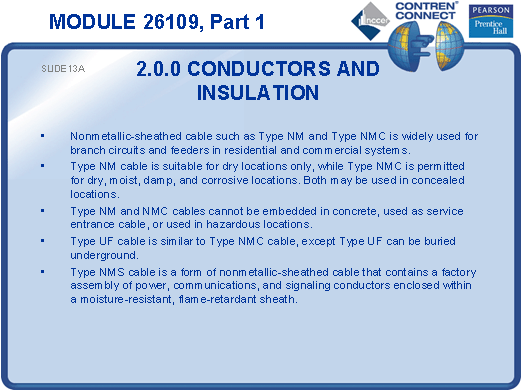 MODULE 26109, Part 1
nccer
CONTREN®
CONNECT
PEARSON
Prentice
Hall
SLIDE 13A
2.0.0 CONDUCTORS AND
INSULATION
• Nonmetallic-sheathed cable such as Type NM and Type NMC is widely used for
branch circuits and feeders in residential and commercial systems.
• Type NM cable is suitable for dry locations only, while Type NMC is permitted
for dry, moist, damp, and corrosive locations. Both may be used in concealed
locations.
• Type NM and NMC cables cannot be embedded in concrete, used as service
entrance cable, or used in hazardous locations.
• Type UF cable is similar to Type NMC cable, except Type UF can be buried
underground.
• Type NMS cable is a form of nonmetallic-sheathed cable that contains a factory
assembly of power, communications, and signaling conductors enclosed within
a moisture-resistant, flame-retardant sheath.